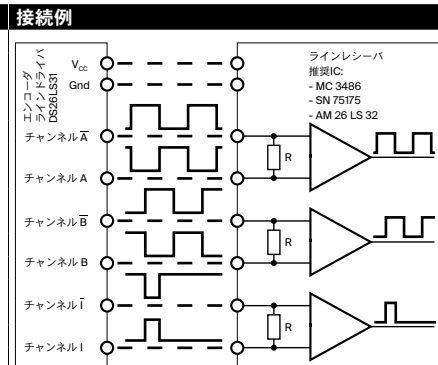 接続例
エンコーダ
ラインドライバ
DS26LS31
Vcc
Gnd
チャンネル A̅
チャンネル A
チャンネル B̅
チャンネル B
チャンネル I̅
チャンネル I
ラインレシーバ
推奨IC:
- MC 3486
- SN 75175
- AM 26 LS 32
R
R
R